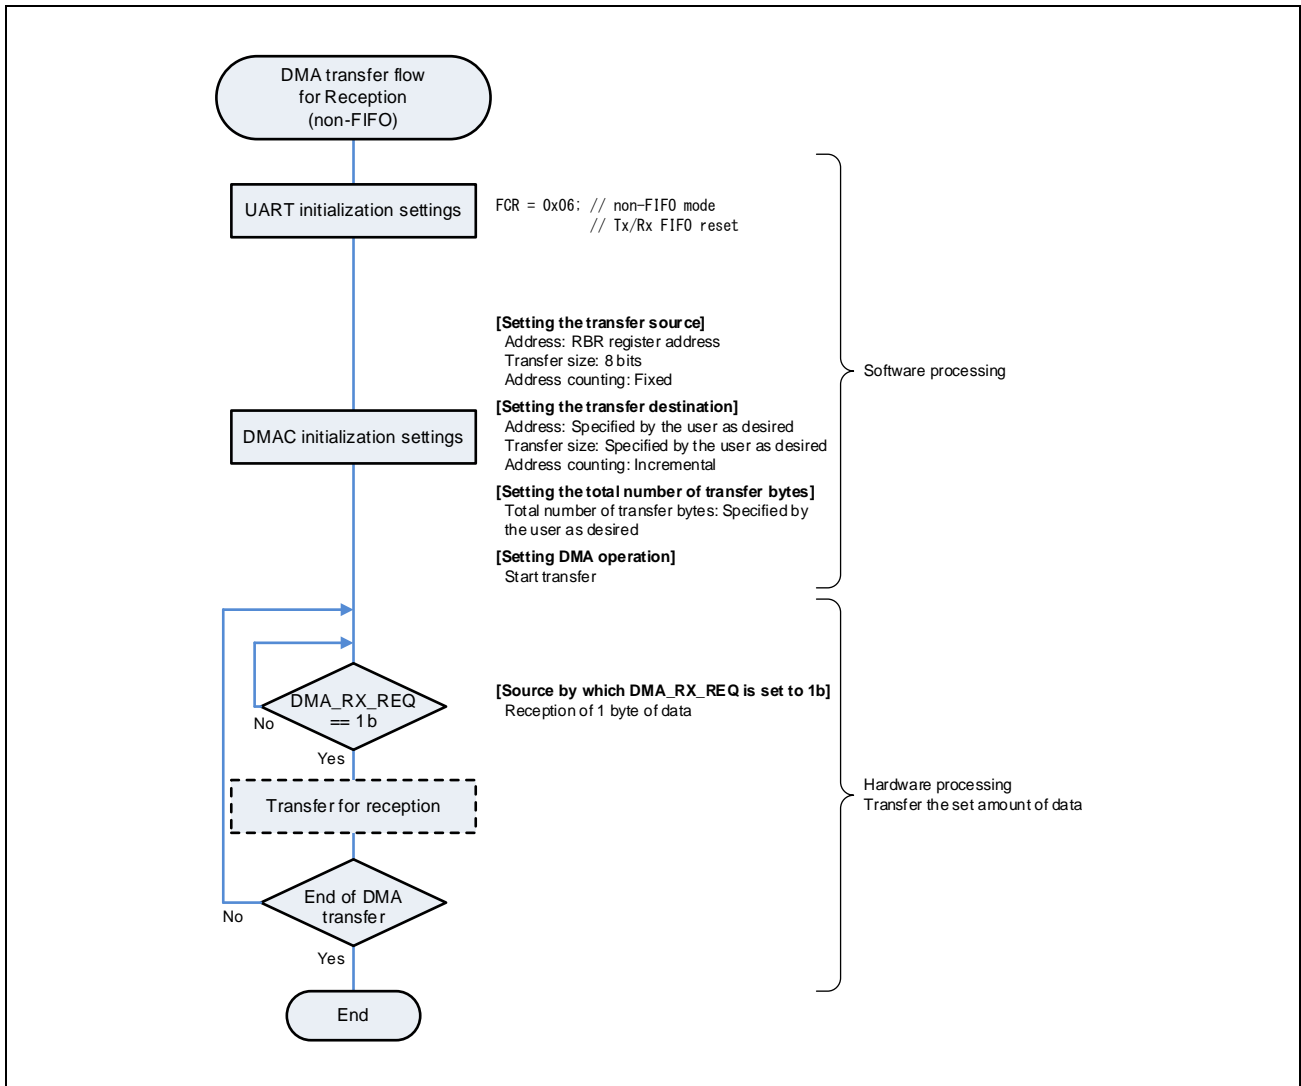 DMA transfer flow
for Reception
(non-FIFO)
UART initialization settings
FCR = 0x06; // non-FIFO mode
// Tx/Rx FIFO reset
[Setting the transfer source]
Address: RBR register address
Transfer size: 8 bits
Address counting: Fixed
Software processing
[Setting the transfer destination]
Address: Specified by the user as desired
Transfer size: Specified by the user as desired
Address counting: Incremental
DMAC initialization settings
[Setting the total number of transfer bytes]
Total number of transfer bytes: Specified by
the user as desired
[Setting DMA operation]
Start transfer
DMA_RX_REQ
== 1b
No
Yes
[Source by which DMA_RX_REQ is set to 1b]
Reception of 1 byte of data
Transfer for reception
Hardware processing
Transfer the set amount of data
End of DMA
transfer
No
Yes
End